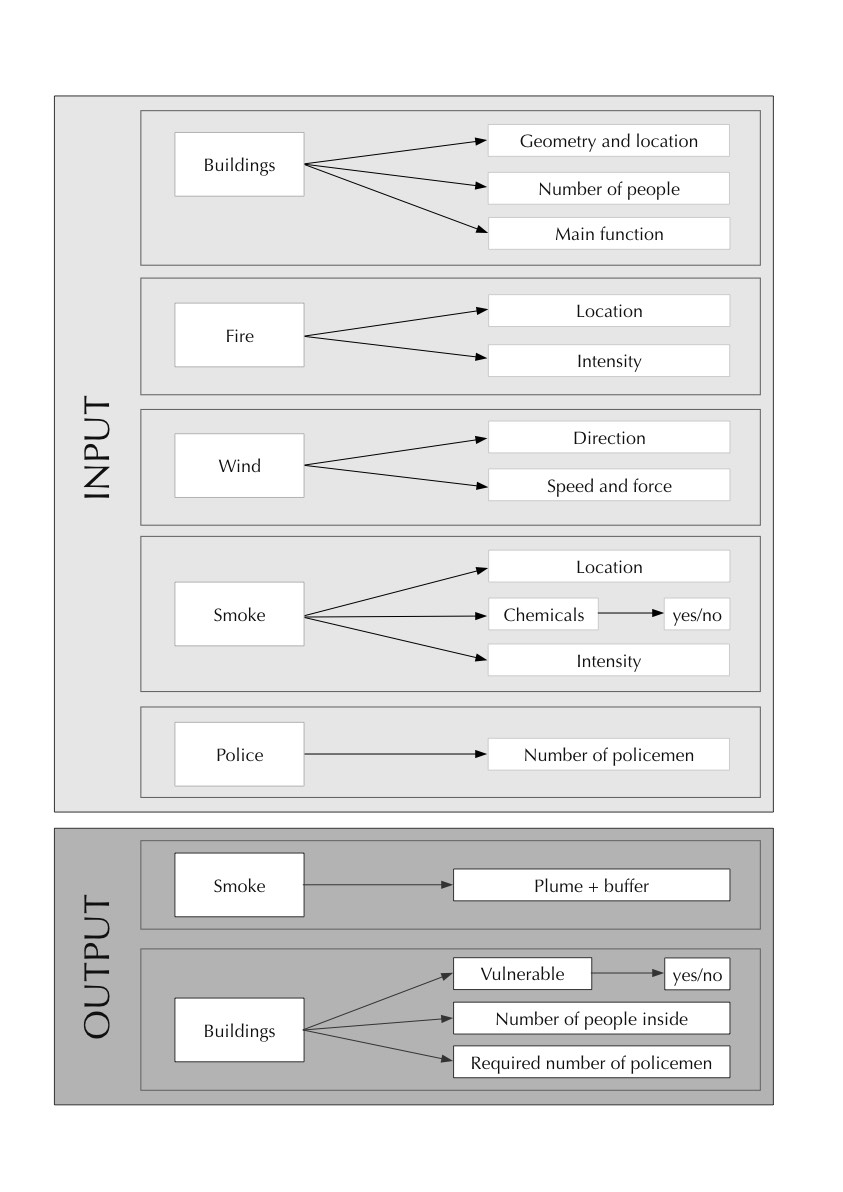 INPUT
Buildings
Geometry and location
Number of people
Main function
Fire
Location
Intensity
Wind
Direction
Speed and force
Smoke
Location
Chemicals
yes/no
Intensity
Police
Number of policemen
OUTPUT
Smoke
Plume + buffer
Buildings
Vulnerable
yes/no
Number of people inside
Required number of policemen